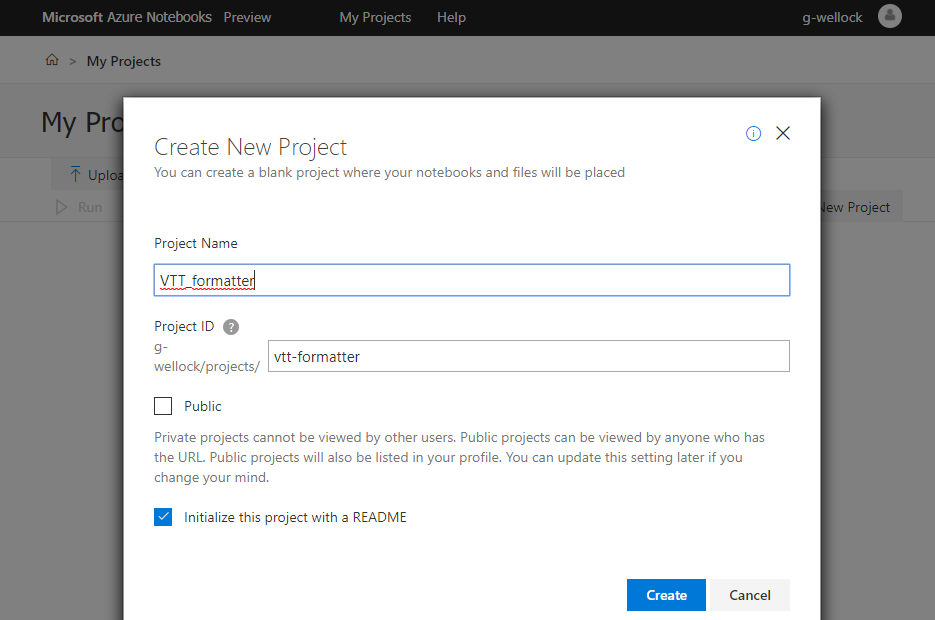 Microsoft Azure Notebooks Preview My Projects Help g-wellock
> My Projects
My Pro
Create New Project
You can create a blank project where your notebooks and files will be placed
Uploa
Run
New Project
Project Name
VTT_formatter
Project ID ?
g-
wellock/projects/ vtt-formatter
Public
Private projects cannot be viewed by other users. Public projects can be viewed by anyone who has
the URL. Public projects will also be listed in your profile. You can update this setting later if you
change your mind.
Initialize this project with a README
Create Cancel